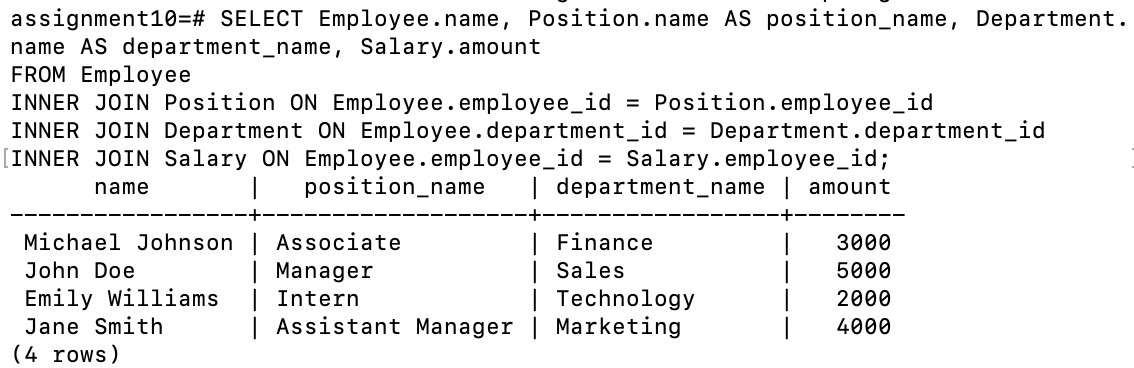 assignment10=# SELECT Employee.name, Position.name AS position_name, Department.
name AS department_name, Salary.amount
FROM Employee
INNER JOIN Position ON Employee.employee_id = Position.employee_id
INNER JOIN Department ON Employee.department_id = Department.department_id
[INNER JOIN Salary ON Employee.employee_id = Salary.employee_id;
      name       |   position_name   | department_name | amount
-----------------+-------------------+-----------------+--------
 Michael Johnson | Associate         | Finance         |   3000
 John Doe        | Manager           | Sales           |   5000
 Emily Williams  | Intern            | Technology      |   2000
 Jane Smith      | Assistant Manager | Marketing       |   4000
(4 rows)